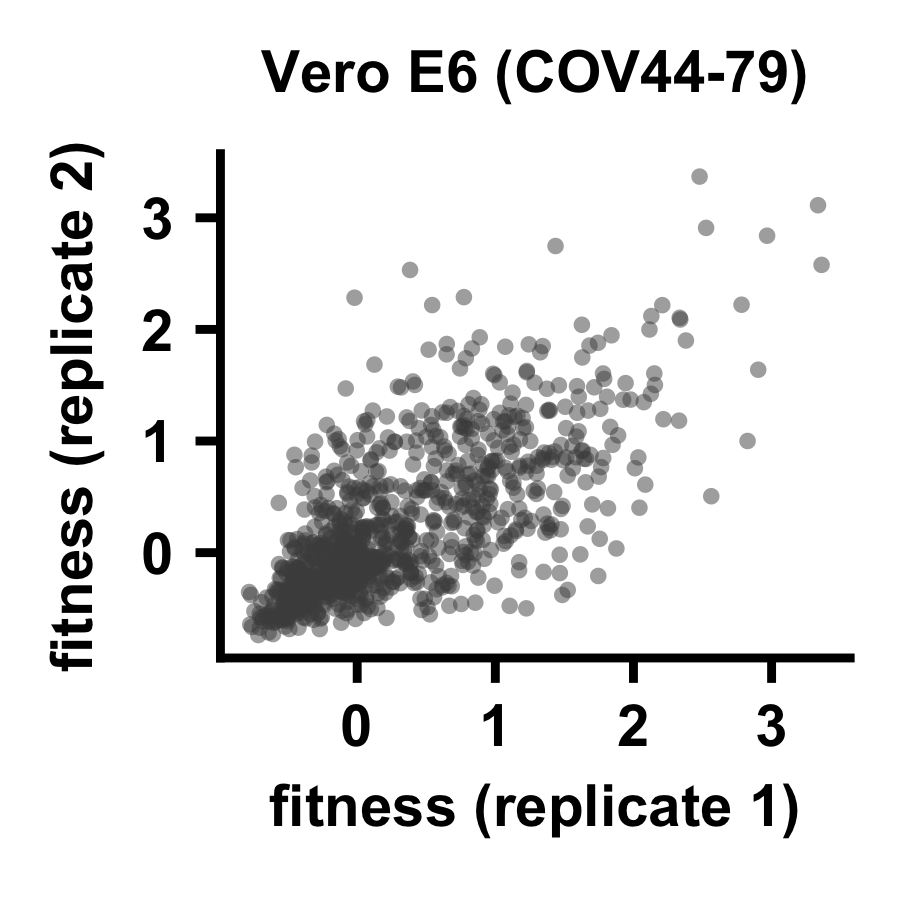 Vero E6 (COV44-79)
fitness (replicate 2)
3
2
1
0
0 1 2 3
fitness (replicate 1)